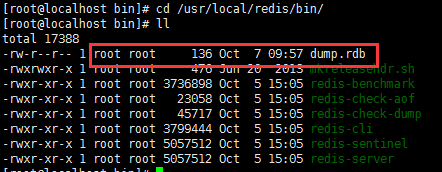 [root@localhost bin]# cd /usr/local/redis/bin/
[root@localhost bin]# ll
total 17388
-rw-r--r-- 1 root root     136 Oct  7 09:57 dump.rdb
-rwxrwxr-x 1 root root     476 Jun 20  2013 mkreleasehdr.sh
-rwxr-xr-x 1 root root 3736898 Oct  5 15:05 redis-benchmark
-rwxr-xr-x 1 root root   23058 Oct  5 15:05 redis-check-aof
-rwxr-xr-x 1 root root   45717 Oct  5 15:05 redis-check-dump
-rwxr-xr-x 1 root root 3799444 Oct  5 15:05 redis-cli
-rwxr-xr-x 1 root root 5057512 Oct  5 15:05 redis-sentinel
-rwxr-xr-x 1 root root 5057512 Oct  5 15:05 redis-server
[root@localhost bin]#